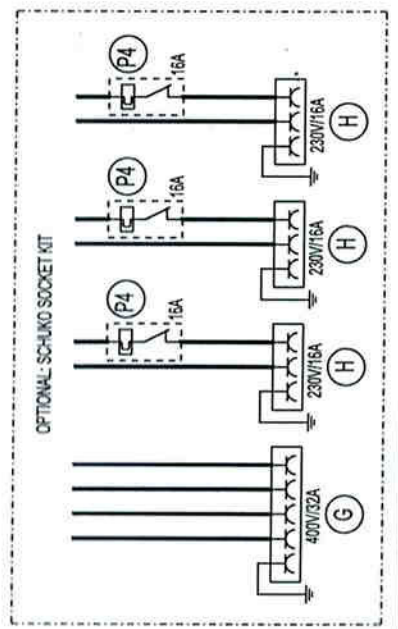 OPTIONAL: SCHUKO SOCKET KIT
P4
16A
230V/16A
H
P4
16A
230V/16A
H
P4
16A
230V/16A
H
400V/32A
G